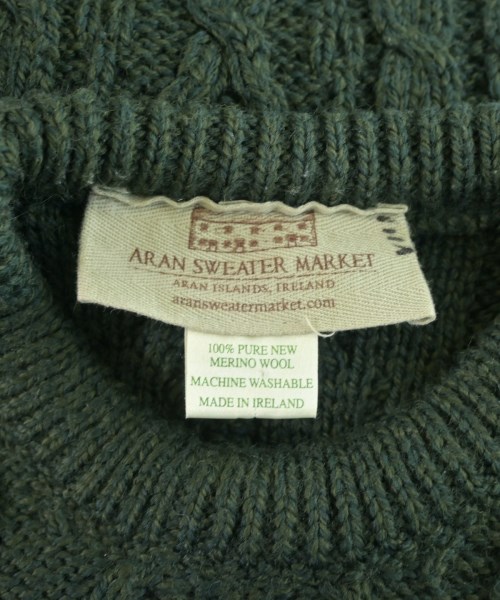 ARAN SWEATER MARKET
ARAN ISLANDS, IRELAND
aransweatermarket.com
100% PURE NEW
MERINO WOOL
MACHINE WASHABLE
MADE IN IRELAND